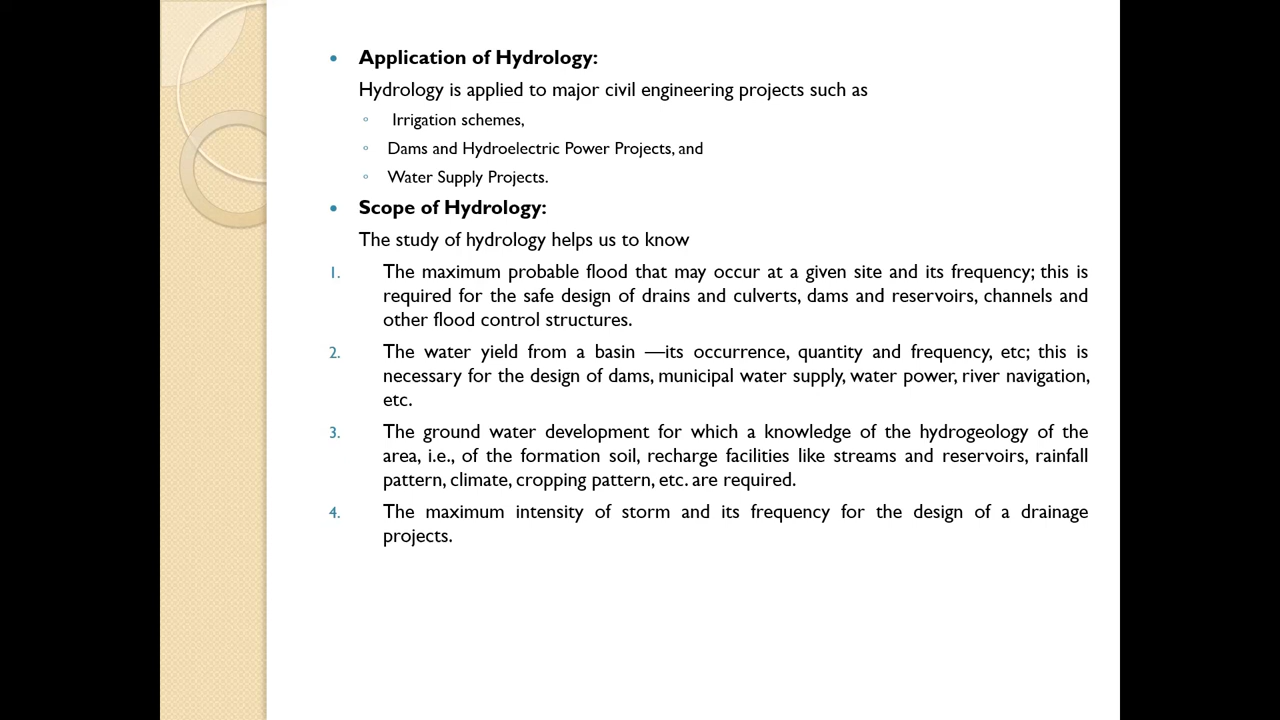 • Application of Hydrology:
Hydrology is applied to major civil engineering projects such as
▫ Irrigation schemes,
▫ Dams and Hydroelectric Power Projects, and
▫ Water Supply Projects.
• Scope of Hydrology:
The study of hydrology helps us to know
1. The maximum probable flood that may occur at a given site and its frequency; this is
required for the safe design of drains and culverts, dams and reservoirs, channels and
other flood control structures.
2. The water yield from a basin —its occurrence, quantity and frequency, etc; this is
necessary for the design of dams, municipal water supply, water power, river navigation,
etc.
3. The ground water development for which a knowledge of the hydrogeology of the
area, i.e., of the formation soil, recharge facilities like streams and reservoirs, rainfall
pattern, climate, cropping pattern, etc. are required.
4. The maximum intensity of storm and its frequency for the design of a drainage
projects.